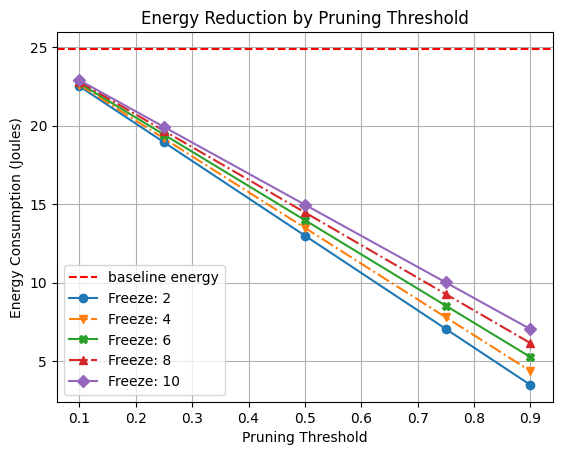 Energy Reduction by Pruning Threshold
Energy Consumption (Joules)
25
20
15
10
5
baseline energy
Freeze: 2
Freeze: 4
Freeze: 6
Freeze: 8
Freeze: 10
0.1 0.2 0.3 0.4 0.5 0.6 0.7 0.8 0.9
Pruning Threshold